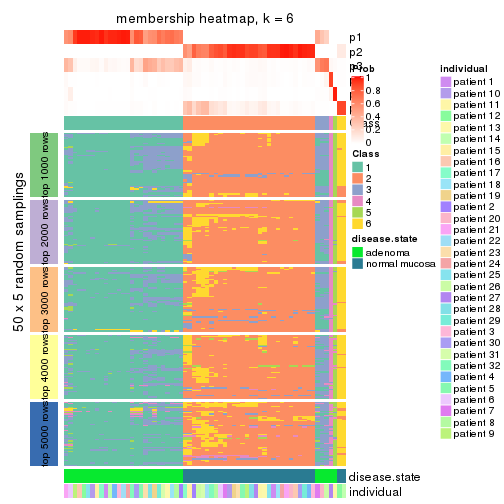 membership heatmap, k = 6
p1
p2
p3
Prob
1
0.8
0.6
0.4
0.2
0
Class
1
2
3
4
5
6
disease.state
adenoma
normal mucosa
individual
patient 1
patient 10
patient 11
patient 12
patient 13
patient 14
patient 15
patient 16
patient 17
patient 18
patient 19
patient 2
patient 20
patient 21
patient 22
patient 23
patient 24
patient 25
patient 26
patient 27
patient 28
patient 29
patient 3
patient 30
patient 31
patient 32
patient 4
patient 5
patient 6
patient 7
patient 8
patient 9
50 x 5 random samplings
top 1000 rows
top 2000 rows
top 3000 rows
top 4000 rows
top 5000 rows
disease.state
individual